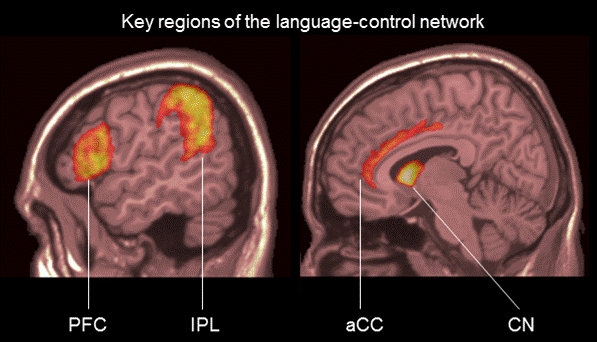 Key regions of the language-control network
PFC
IPL
aCC
CN